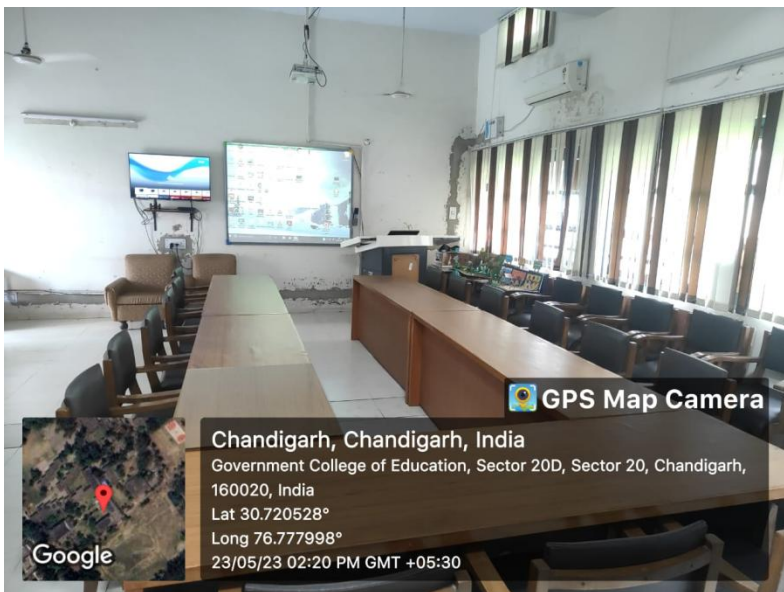 GPS Map Camera
Chandigarh, Chandigarh, India
Government College of Education, Sector 20D, Sector 20, Chandigarh,
160020, India
Lat 30.720528°
Long 76.777998°
23/05/23 02:20 PM GMT +05:30
Google